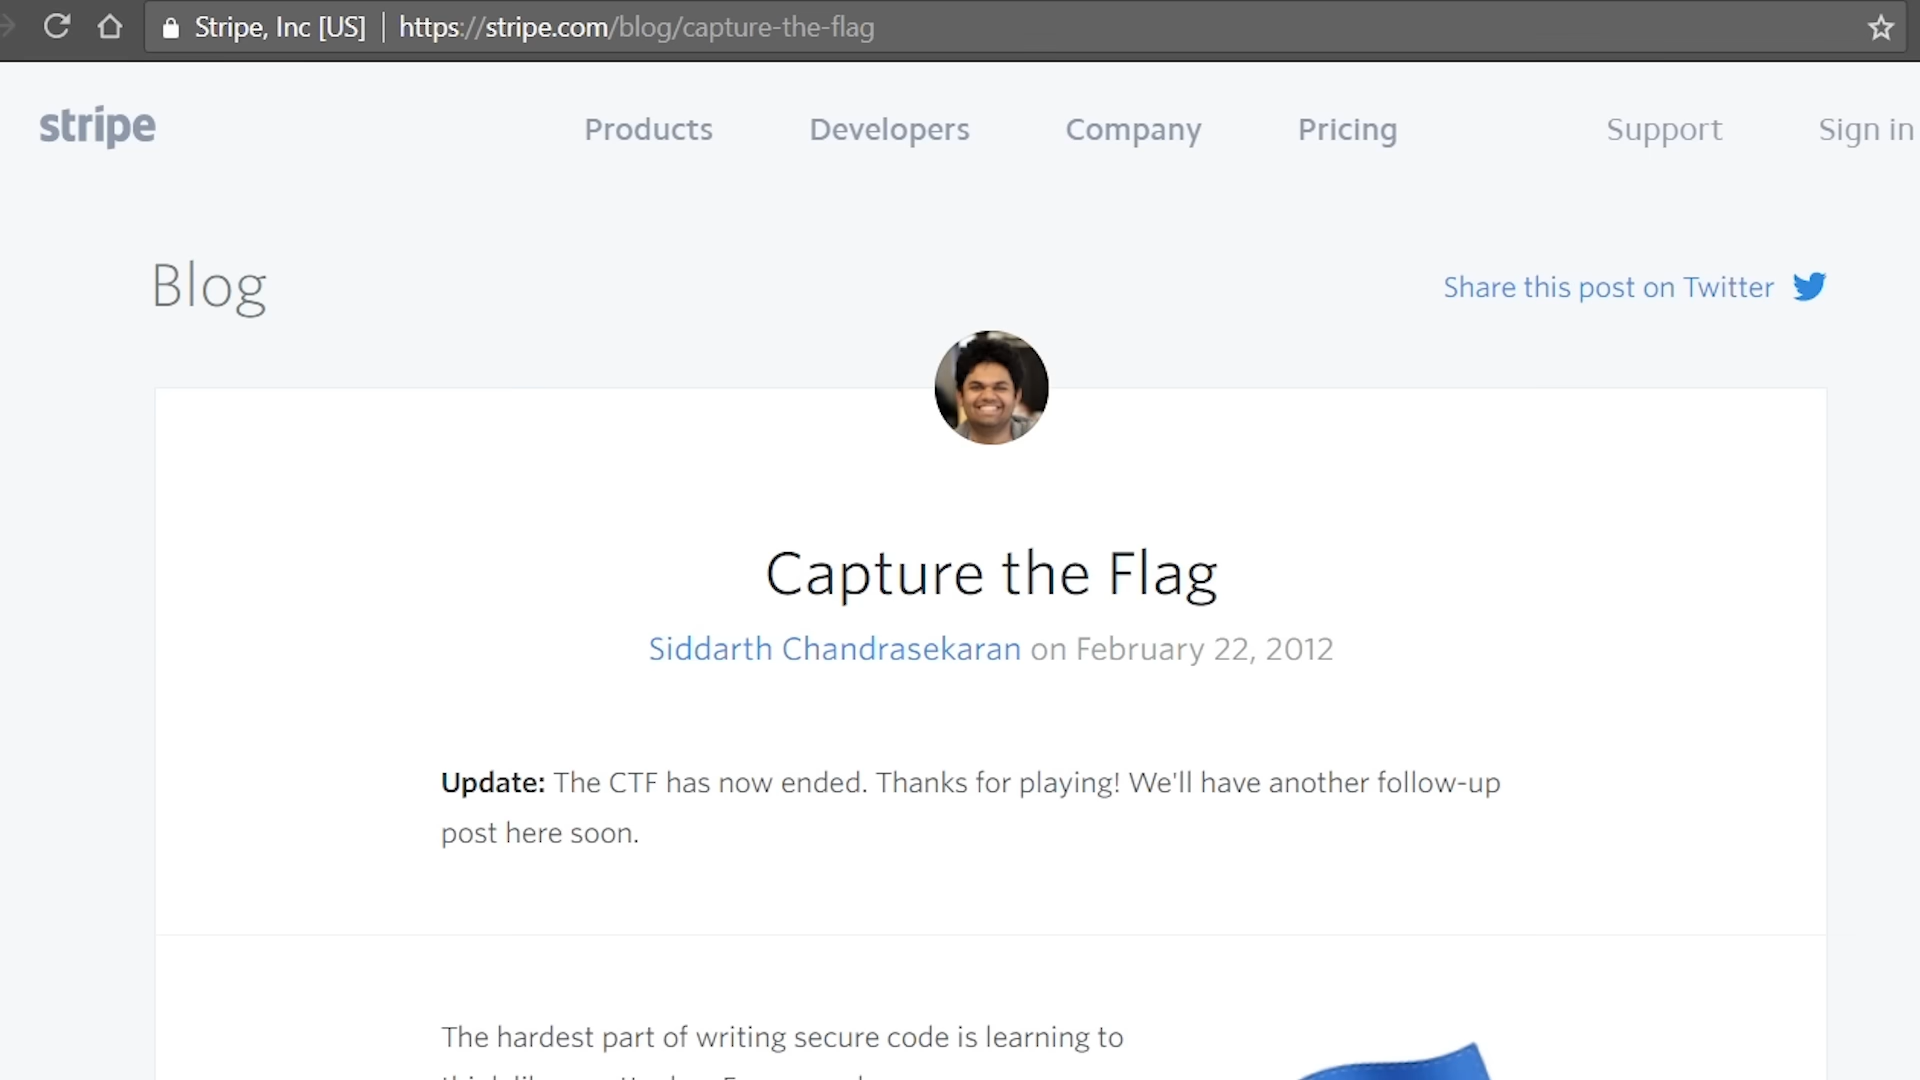 Stripe, Inc [US] https://stripe.com/blog/capture-the-flag
stripe Products Developers Company Pricing Support Sign in
Blog
Share this post on Twitter
Capture the Flag
Siddarth Chandrasekaran on February 22, 2012
Update: The CTF has now ended. Thanks for playing! We'll have another follow-up
post here soon.
The hardest part of writing secure code is learning to